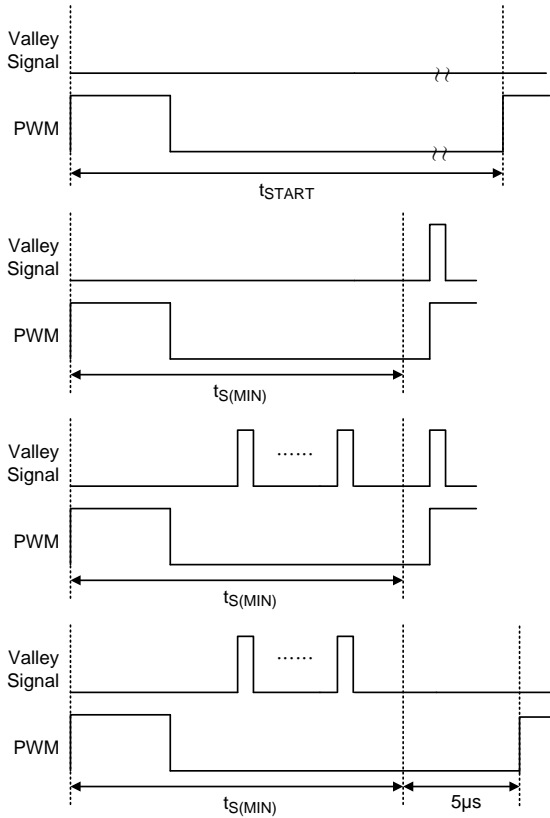 Valley
Signal
PWM
tSTART
Valley
Signal
PWM
tS(MIN)
Valley
Signal
......
PWM
tS(MIN)
Valley
Signal
......
PWM
tS(MIN)
5μs